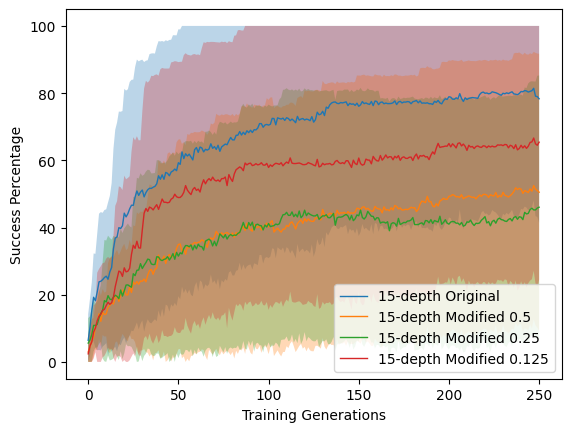 100
80
60
40
20
0
Success Percentage
0 50 100 150 200 250
Training Generations
15-depth Original
15-depth Modified 0.5
15-depth Modified 0.25
15-depth Modified 0.125